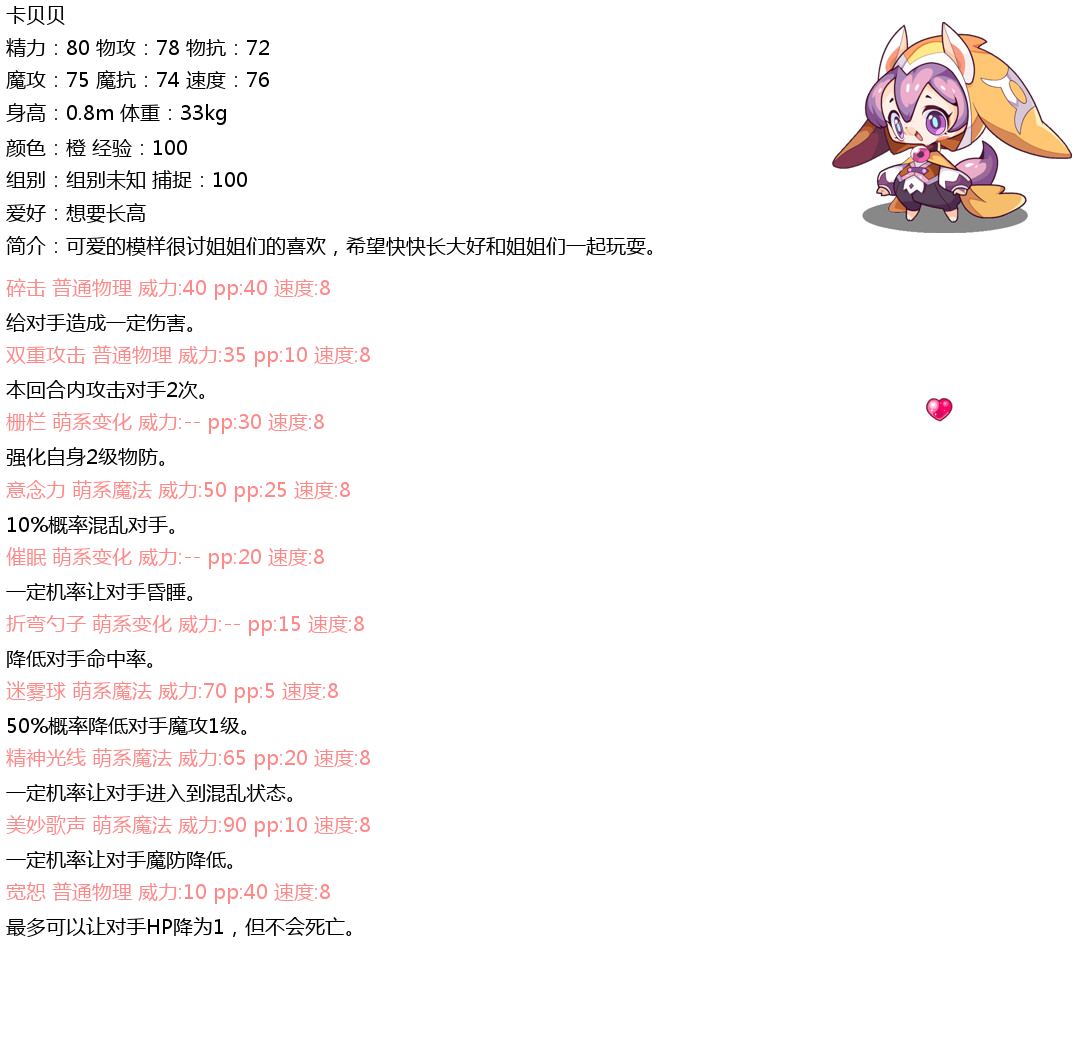 卡贝贝
精力：80 物攻：78 物抗：72
魔攻：75 魔抗：74 速度：76
身高：0.8m 体重：33kg
颜色：橙 经验：100
组别：组别未知 捕捉：100
爱好：想要长高
简介：可爱的模样很讨姐姐们的喜欢，希望快快长大好和姐姐们一起玩耍。
碎击 普通物理 威力:40 pp:40 速度:8
给对手造成一定伤害。
双重攻击 普通物理 威力:35 pp:10 速度:8
本回合内攻击对手2次。
栅栏 萌系变化 威力:-- pp:30 速度:8
强化自身2级物防。
意念力 萌系魔法 威力:50 pp:25 速度:8
10%概率混乱对手。
催眠 萌系变化 威力:-- pp:20 速度:8
一定机率让对手昏睡。
折弯勺子 萌系变化 威力:-- pp:15 速度:8
降低对手命中率。
迷雾球 萌系魔法 威力:70 pp:5 速度:8
50%概率降低对手魔攻1级。
精神光线 萌系魔法 威力:65 pp:20 速度:8
一定机率让对手进入到混乱状态。
美妙歌声 萌系魔法 威力:90 pp:10 速度:8
一定机率让对手魔防降低。
宽恕 普通物理 威力:10 pp:40 速度:8
最多可以让对手HP降为1，但不会死亡。